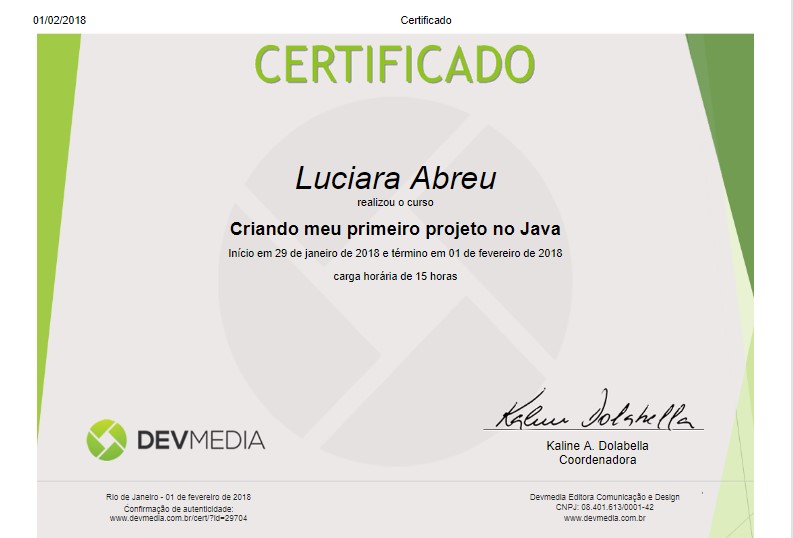 01/02/2018
Certificado
CERTIFICADO
Luciara Abreu
realizou o curso
Criando meu primeiro projeto no Java
Início em 29 de janeiro de 2018 e término em 01 de fevereiro de 2018
carga horária de 15 horas
Kaline Dolabella
DEVMEDIA
Kaline A. Dolabella
Coordenadora
Rio de Janeiro - 01 de fevereiro de 2018
Confirmação de autenticidade:
www.devmedia.com.br/cert/?id=29704
Devmedia Editora Comunicação e Design
CNPJ: 08.401.613/0001-42
www.devmedia.com.br